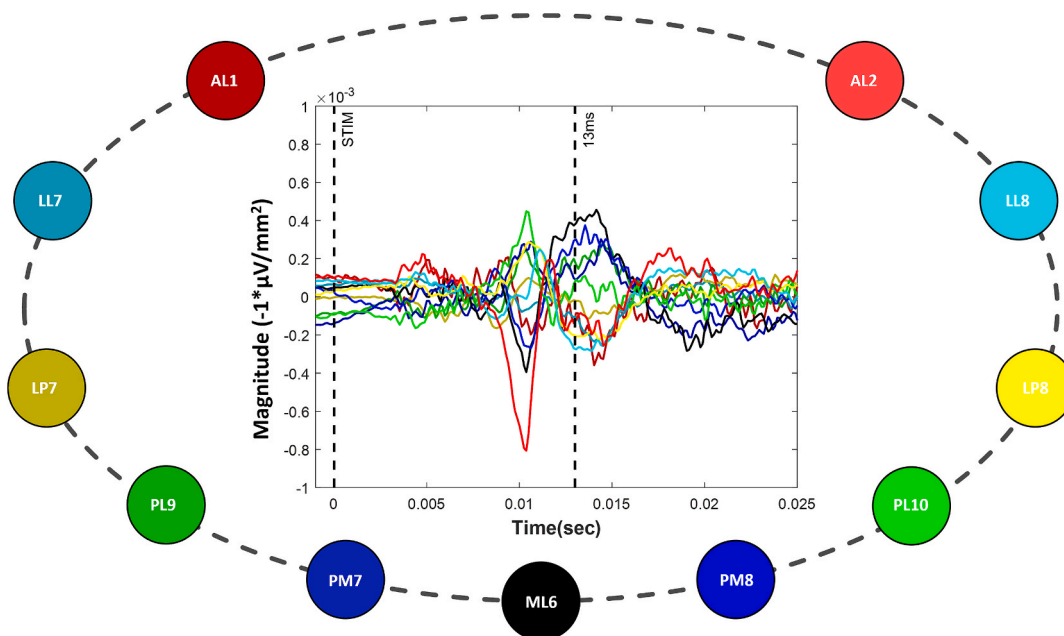 AL1
AL2
×10⁻³
STIM
13ms
LL7
LL8
1
0.8
0.6
0.4
0.2
0
-0.2
-0.4
-0.6
-0.8
-1
Magnitude (-1*µV/mm²)
LP7
LP8
0
0.005
0.01
0.015
0.02
0.025
Time(sec)
PL9
PL10
PM7
ML6
PM8